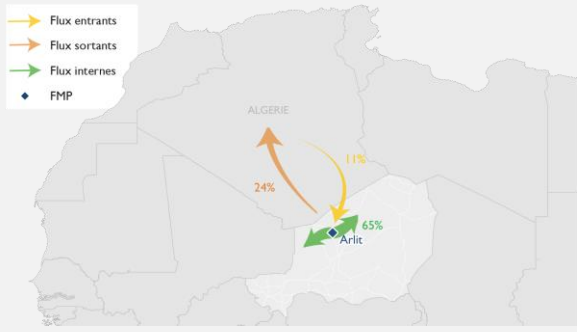 Flux entrants
Flux sortants
Flux internes
FMP
ALGERIE
11%
24%
65%
Arlit